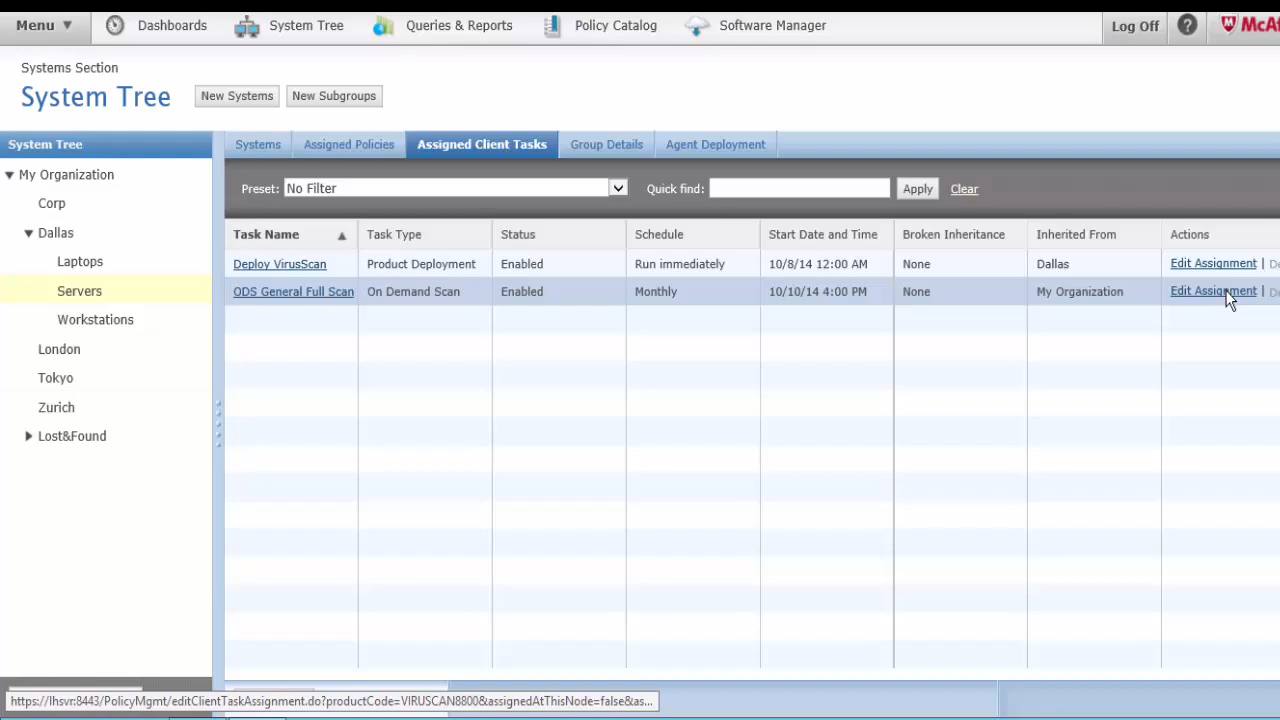 Menu ▼ Dashboards System Tree Queries & Reports Policy Catalog Software Manager Log Off ? McAf
Systems Section
System Tree New Systems New Subgroups
System Tree Systems Assigned Policies Assigned Client Tasks Group Details Agent Deployment
My Organization
Corp
Dallas
Laptops
Servers
Workstations
London
Tokyo
Zurich
Lost&Found
Preset: No Filter Quick find: Apply Clear
Task Name ▲ Task Type Status Schedule Start Date and Time Broken Inheritance Inherited From Actions
Deploy VirusScan Product Deployment Enabled Run immediately 10/8/14 12:00 AM None Dallas Edit Assignment | De
ODS General Full Scan On Demand Scan Enabled Monthly 10/10/14 4:00 PM None My Organization Edit Assignment | De
https://lhsvr:8443/PolicyMgmt/editClientTaskAssignment.do?productCode=VIRUSCAN8800&assignedAtThisNode=false&as...